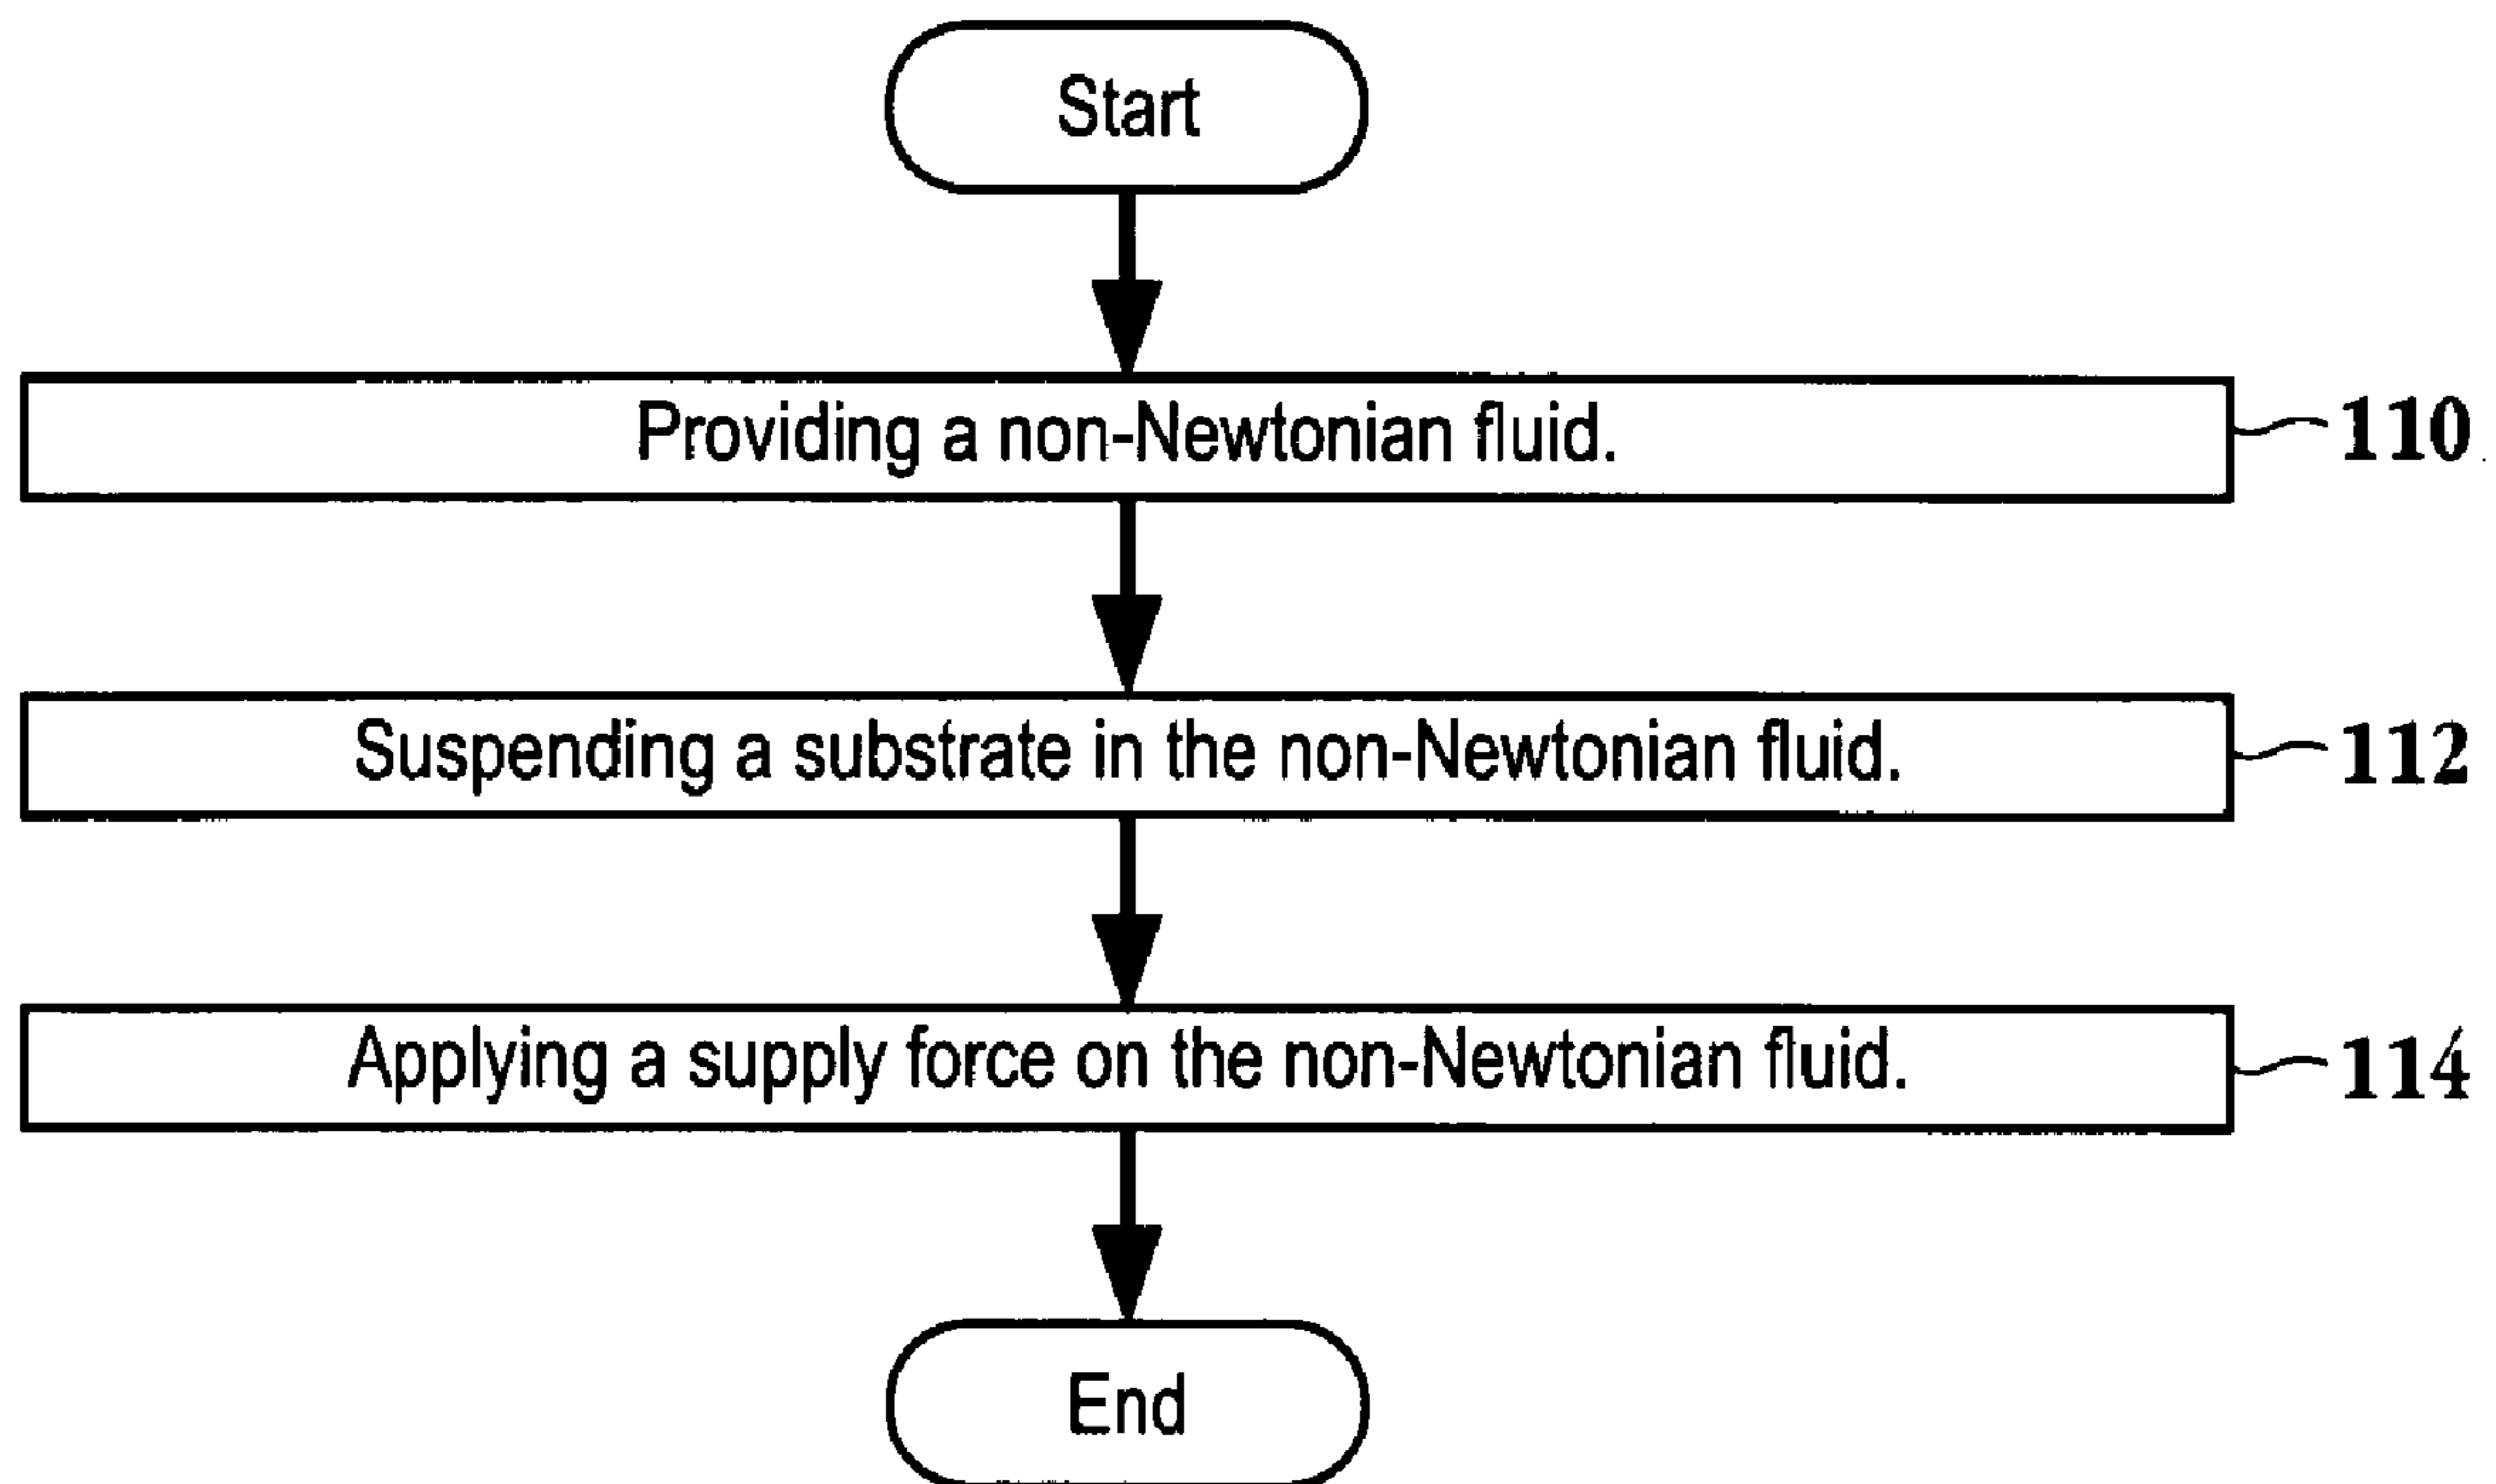 Start
Providing a non-Newtonian fluid.
110
Suspending a substrate in the non-Newtonian fluid.
112
Applying a supply force on the non-Newtonian fluid.
114
End